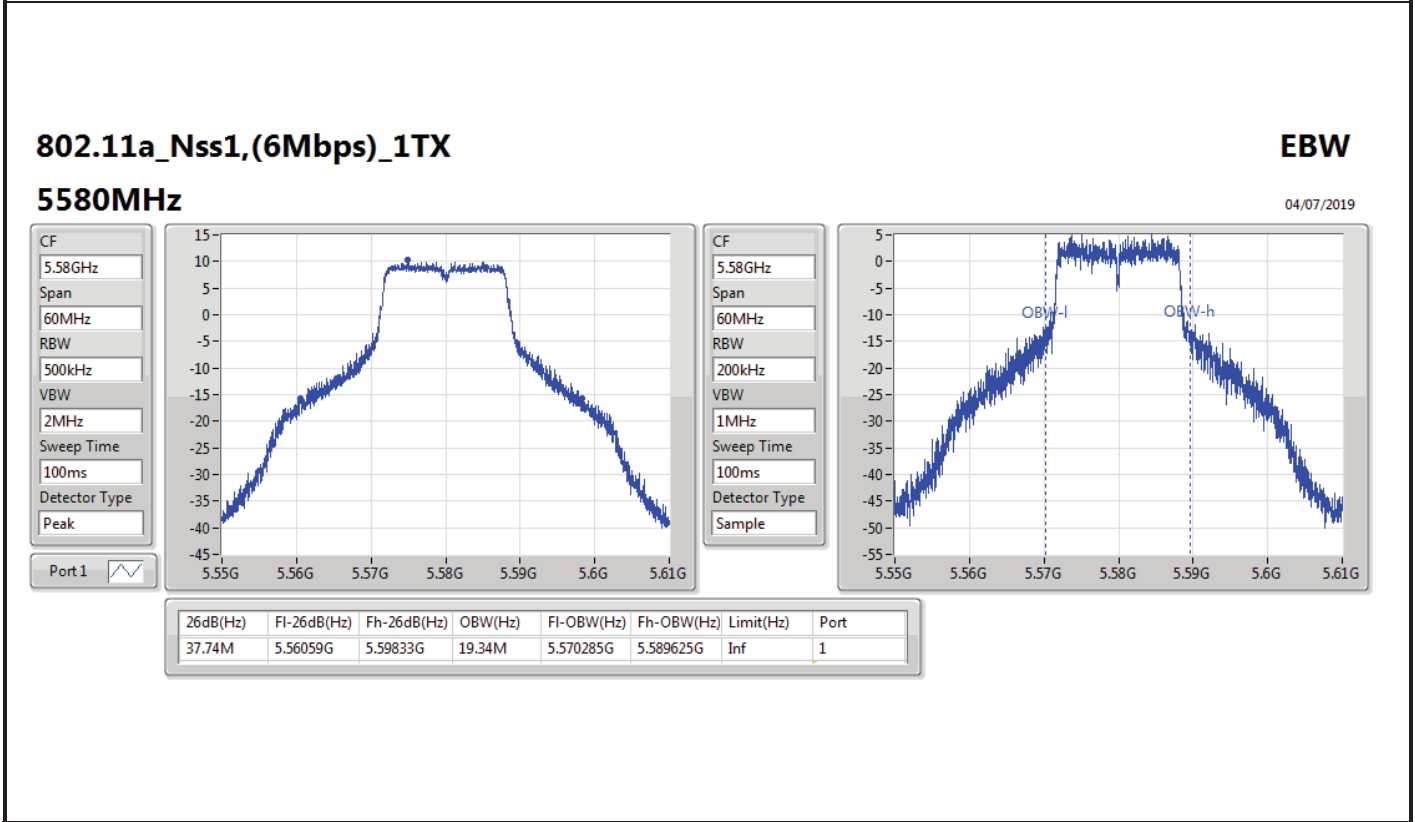 802.11a_Nss1,(6Mbps)_1TX
EBW
5580MHz
04/07/2019
CF
5.58GHz
Span
60MHz
RBW
500kHz
VBW
2MHz
Sweep Time
100ms
Detector Type
Peak
Port 1
15
10
5
0
-5
-10
-15
-20
-25
-30
-35
-40
-45
5.55G 5.56G 5.57G 5.58G 5.59G 5.6G 5.61G
CF
5.58GHz
Span
60MHz
RBW
200kHz
VBW
1MHz
Sweep Time
100ms
Detector Type
Sample
5
0
-5
-10
-15
-20
-25
-30
-35
-40
-45
-50
-55
OBW-l OBW-h
5.55G 5.56G 5.57G 5.58G 5.59G 5.6G 5.61G
26dB(Hz) Fl-26dB(Hz) Fh-26dB(Hz) OBW(Hz) Fl-OBW(Hz) Fh-OBW(Hz) Limit(Hz) Port
37.74M 5.56059G 5.59833G 19.34M 5.570285G 5.589625G Inf 1